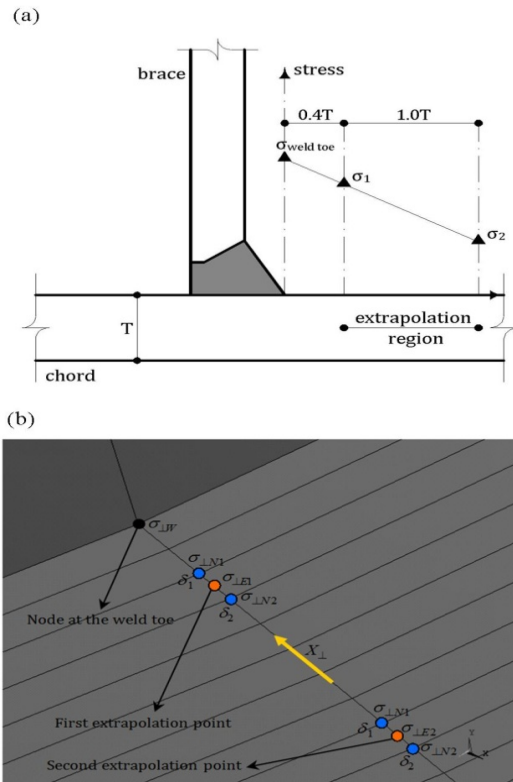 (a)
brace
stress
0.4T
1.0T
σweld toe
σ1
σ2
T
extrapolation
region
chord
(b)
σ⊥W
σ⊥N1
δ1
σ⊥E1
σ⊥N2
δ2
Node at the weld toe
X⊥
First extrapolation point
σ⊥N1
δ1
σ⊥E2
σ⊥N2
δ2
Second extrapolation point
Y
Z
X